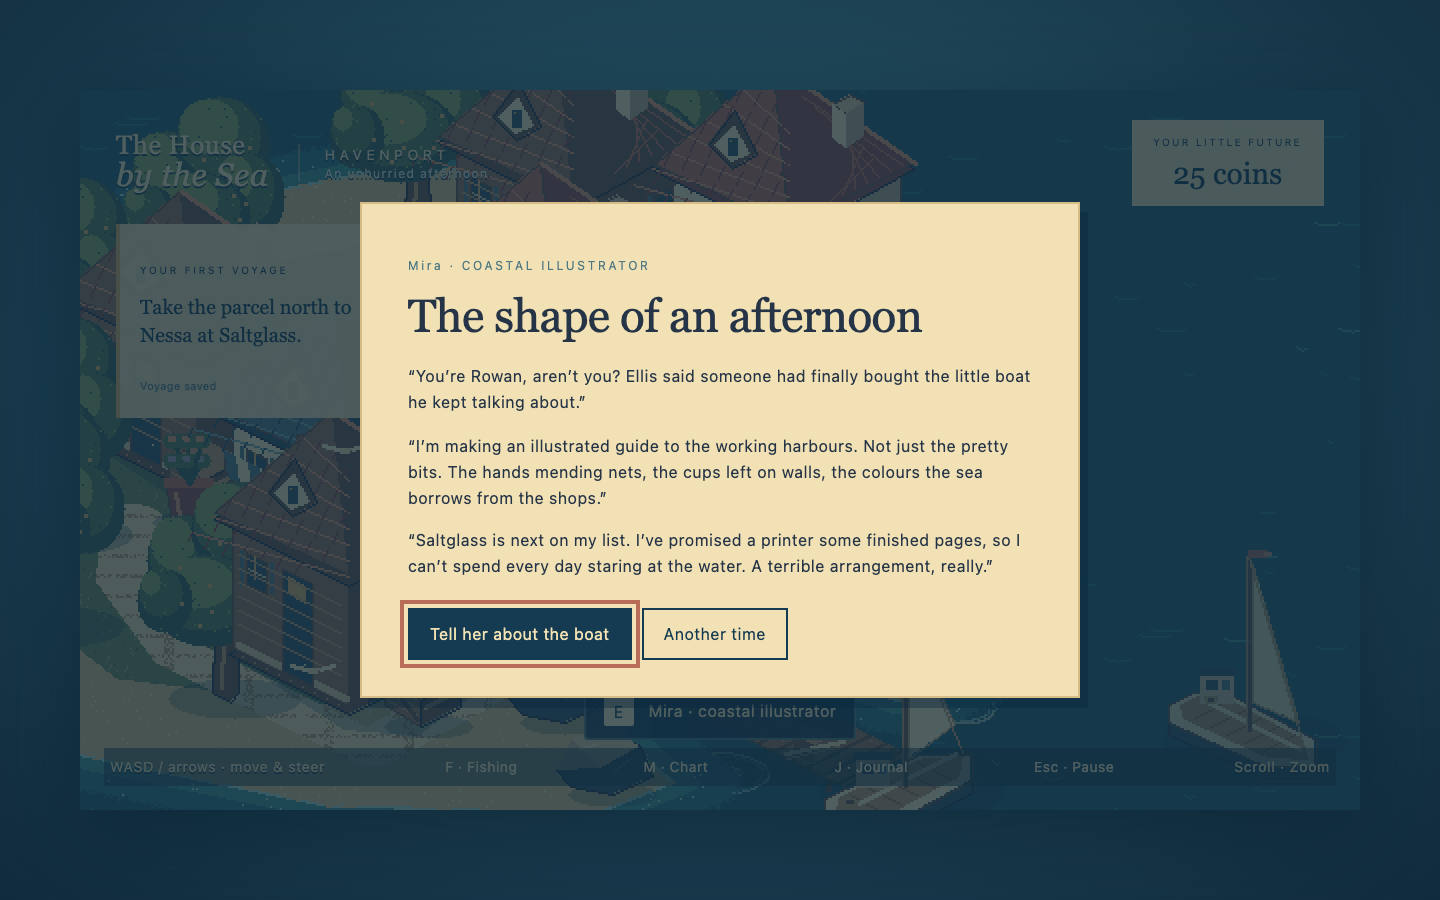 The House
by the Sea
HAVENPORT
An unhurried afternoon
YOUR LITTLE FUTURE
25 coins
YOUR FIRST VOYAGE
Take the parcel north to
Nessa at Saltglass.
Voyage saved
Mira · COASTAL ILLUSTRATOR
The shape of an afternoon
“You’re Rowan, aren’t you? Ellis said someone had finally bought the little boat
he kept talking about.”
“I’m making an illustrated guide to the working harbours. Not just the pretty
bits. The hands mending nets, the cups left on walls, the colours the sea
borrows from the shops.”
“Saltglass is next on my list. I’ve promised a printer some finished pages, so I
can’t spend every day staring at the water. A terrible arrangement, really.”
Tell her about the boat
Another time
E Mira · coastal illustrator
WASD / arrows · move & steer
F · Fishing
M · Chart
J · Journal
Esc · Pause
Scroll · Zoom